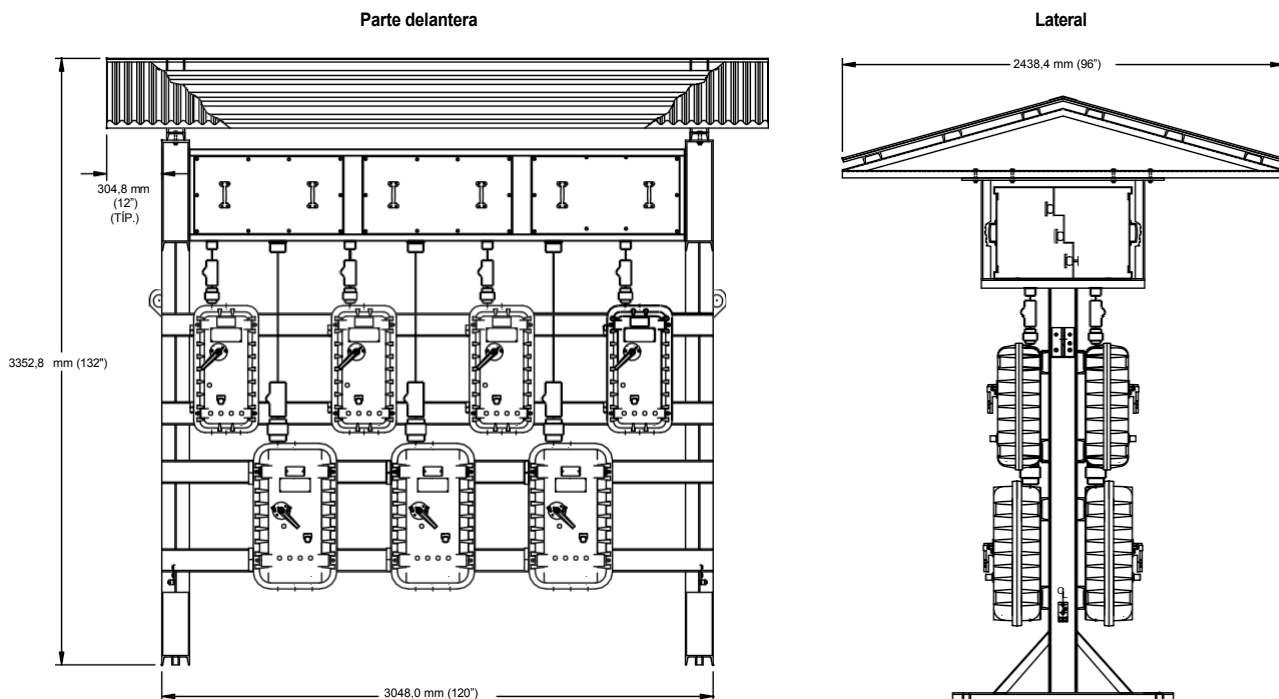 Parte delantera
Lateral
2438,4 mm (96")
304,8 mm
(12")
(TÍP.)
3352,8 mm (132")
3048,0 mm (120")